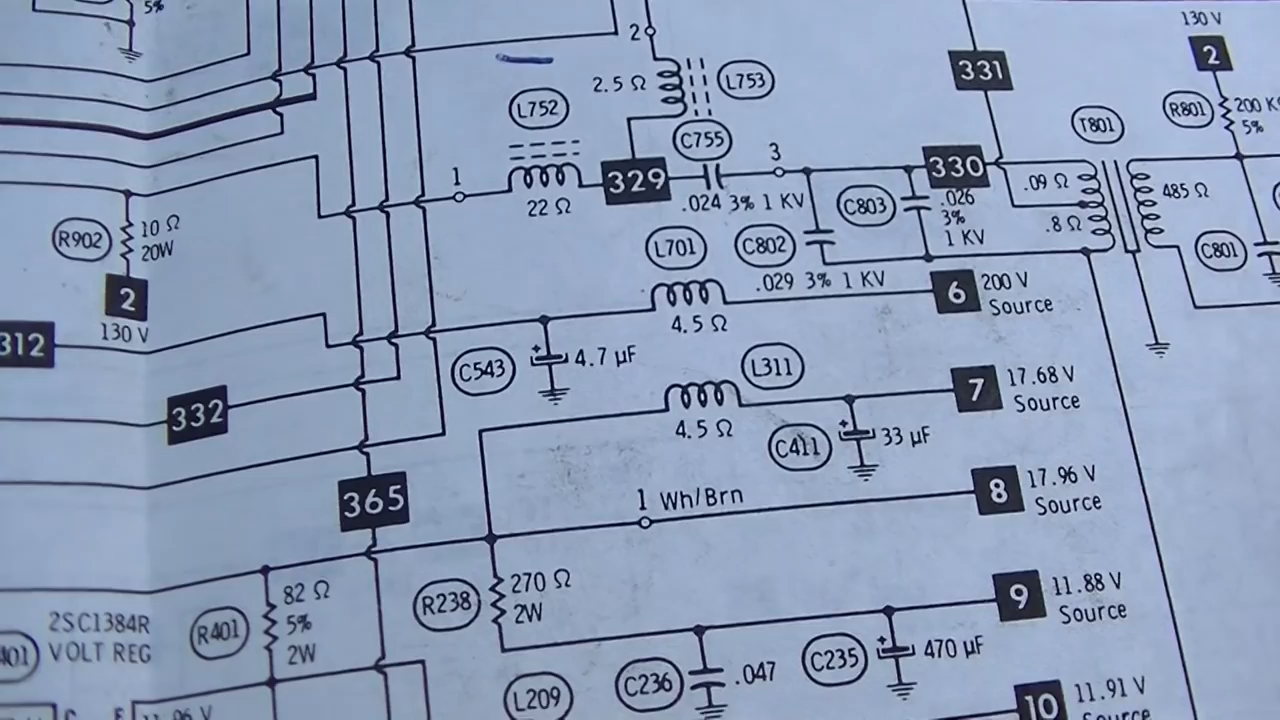 5%
2
130 V
2
331
2.5 Ω
L753
L752
R801
200 K
5%
T801
C755
3
1
329
330
22 Ω
.024 3% 1 KV
C803
.026
3%
1 KV
.09 Ω
.8 Ω
485 Ω
R902
10 Ω
20W
L701
C802
C801
.029 3% 1 KV
2
130 V
6
200 V
Source
4.5 Ω
312
C543
4.7 µF
L311
7
17.68 V
Source
332
4.5 Ω
C411
33 µF
365
1 Wh/Brn
8
17.96 V
Source
R238
270 Ω
2W
9
11.88 V
Source
82 Ω
5%
2W
R401
2SC1384R
VOLT REG
401
C236
.047
C235
470 µF
L209
10
11.91 V
Source
C
E